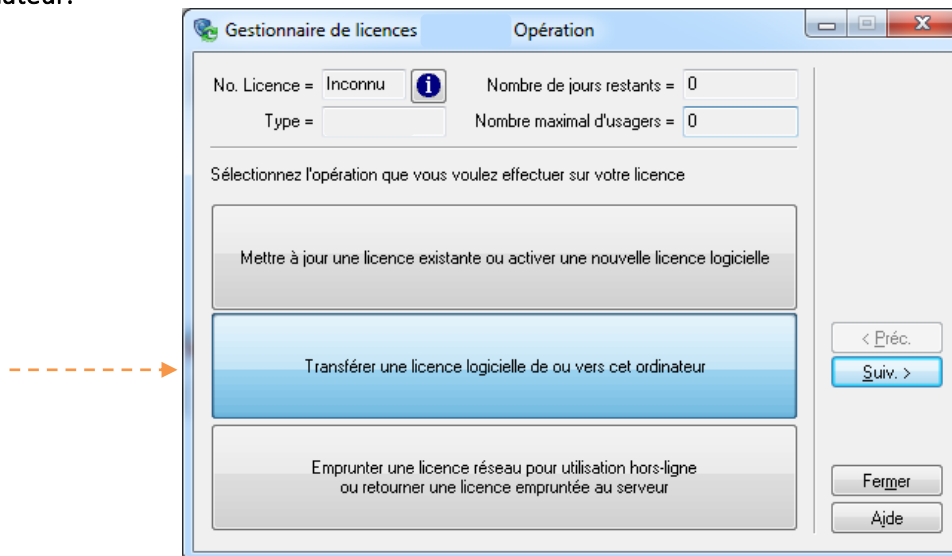 Gestionnaire de licences Opération
No. Licence = Inconnu Nombre de jours restants = 0
Type = Nombre maximal d'usagers = 0
Sélectionnez l'opération que vous voulez effectuer sur votre licence
Mettre à jour une licence existante ou activer une nouvelle licence logicielle
Transférer une licence logicielle de ou vers cet ordinateur
< Préc.
Suiv. >
Emprunter une licence réseau pour utilisation hors-ligne
ou retourner une licence empruntée au serveur
Fermer
Aide